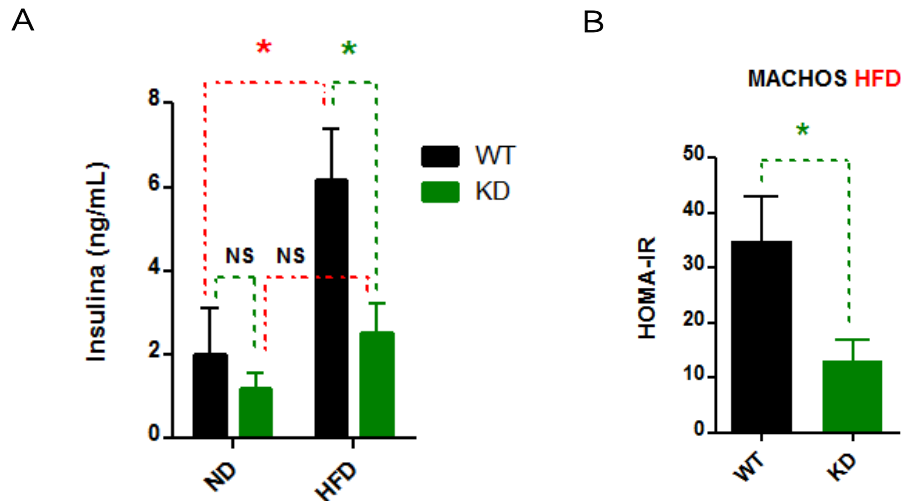 A
*
*
8
6
4
2
0
Insulina (ng/mL)
NS
NS
ND
HFD
WT
KD
B
MACHOS HFD
*
50
40
30
20
10
0
HOMA-IR
WT
KD